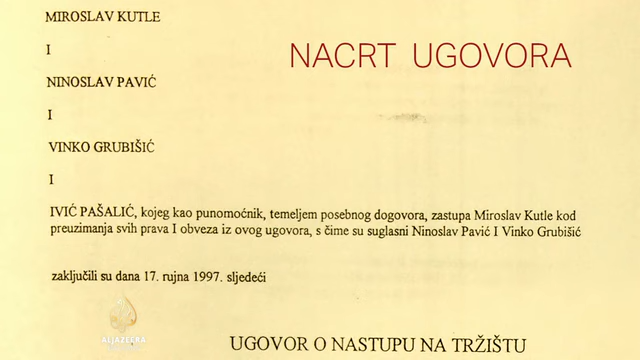 MIROSLAV KUTLE
NACRT UGOVORA
I
NINOSLAV PAVIĆ
I
VINKO GRUBIŠIĆ
I
IVIĆ PAŠALIĆ, kojeg kao punomoćnik, temeljem posebnog dogovora, zastupa Miroslav Kutle kod
preuzimanja svih prava I obveza iz ovog ugovora, s čime su suglasni Ninoslav Pavić I Vinko Grubišić
zaključili su dana 17. rujna 1997. sljedeći
ALJAZEERA
UGOVOR O NASTUPU NA TRŽIŠTU